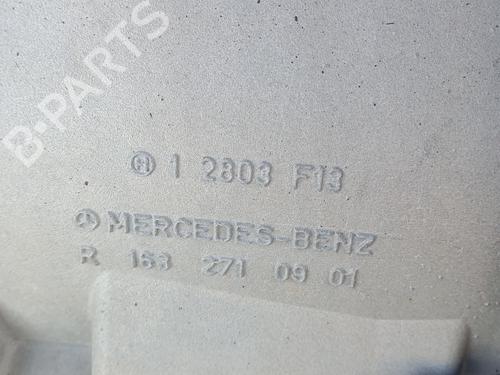 B-PARTS
H 1 2803 F13
MERCEDES-BENZ
R 163 271 09 01